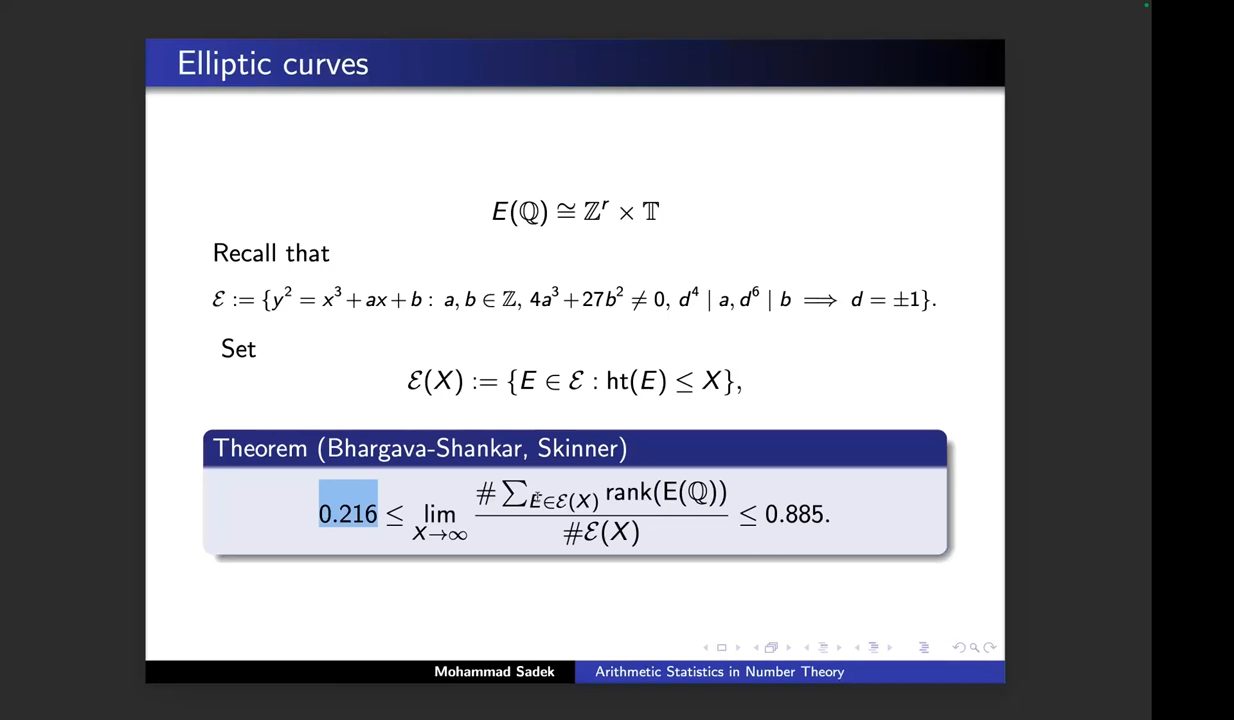 Elliptic curves
E(ℚ) ≅ ℤ^r × 𝕋
Recall that
ℰ := {y² = x³ + ax + b : a, b ∈ ℤ, 4a³ + 27b² ≠ 0, d⁴ | a, d⁶ | b ⟹ d = ±1}.
Set
ℰ(X) := {E ∈ ℰ : ht(E) ≤ X},
Theorem (Bhargava-Shankar, Skinner)
0.216 ≤ lim_{X→∞} # ∑_{E∈ℰ(X)} rank(E(ℚ)) / #ℰ(X) ≤ 0.885.
Mohammad Sadek
Arithmetic Statistics in Number Theory